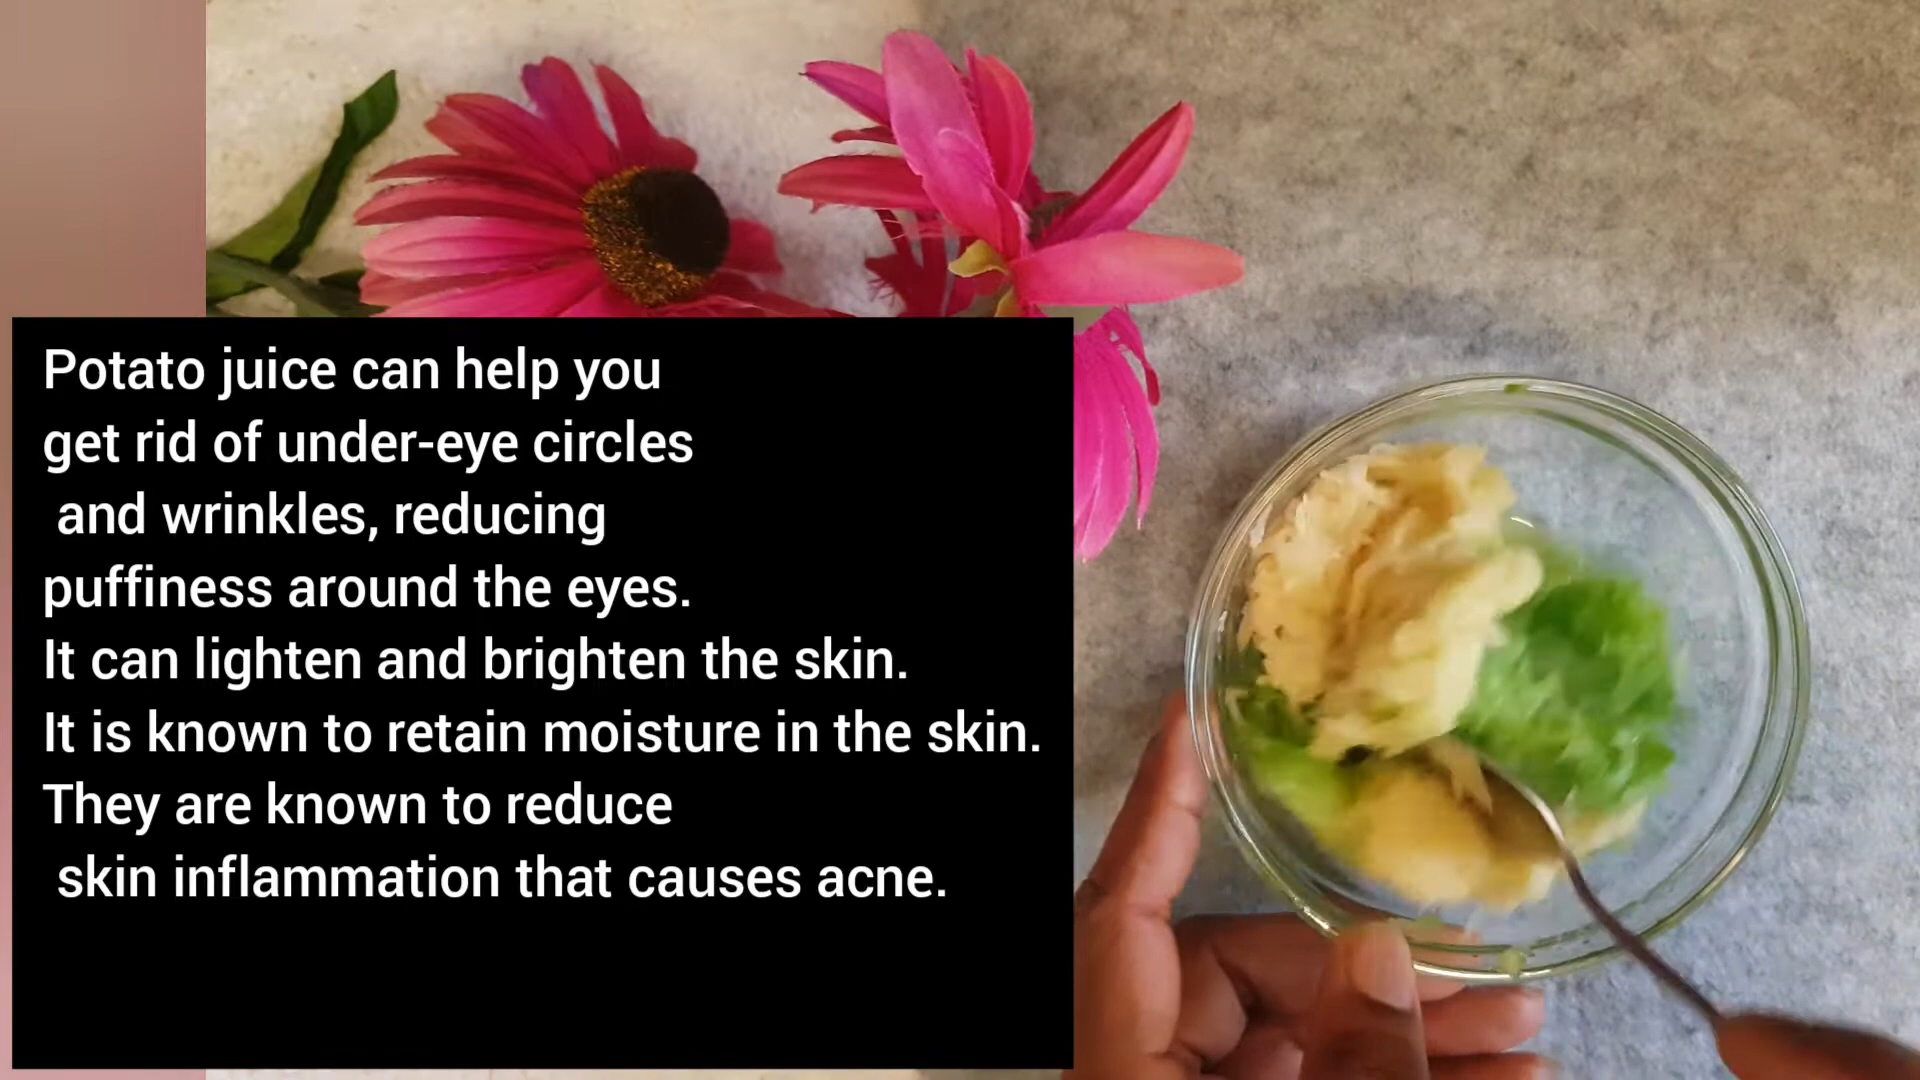 Potato juice can help you
get rid of under-eye circles
and wrinkles, reducing
puffiness around the eyes.
It can lighten and brighten the skin.
It is known to retain moisture in the skin.
They are known to reduce
skin inflammation that causes acne.